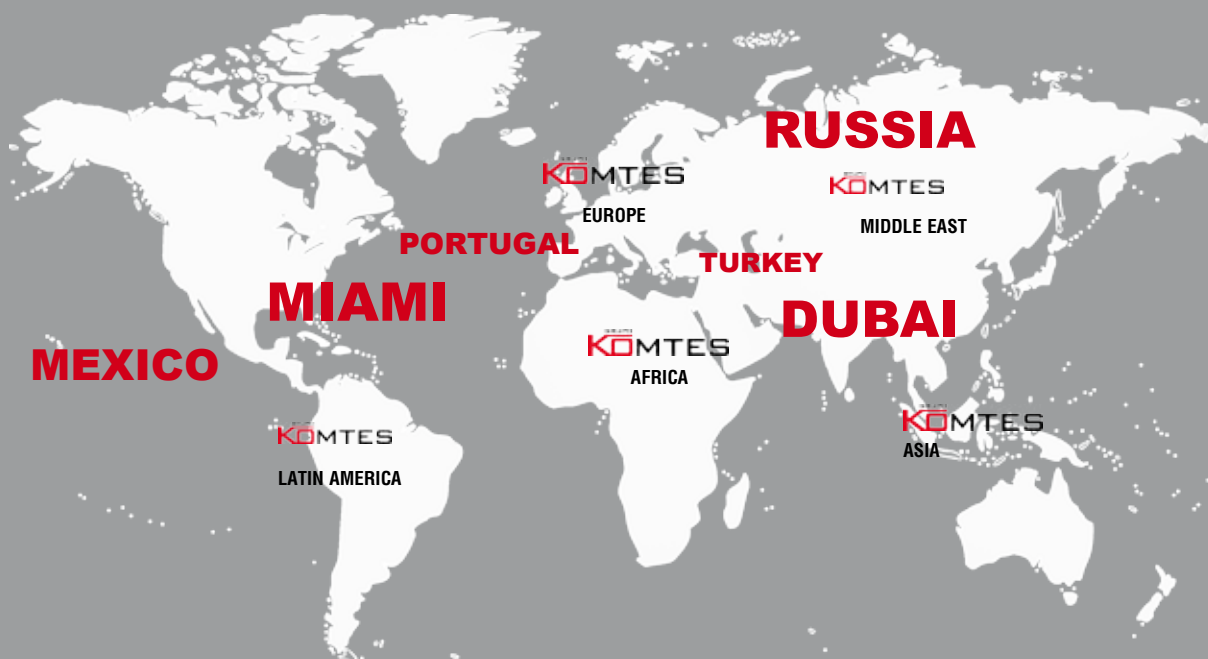 RUSSIA
KOMTES
KOMTES
EUROPE
MIDDLE EAST
PORTUGAL
TURKEY
MIAMI
DUBAI
KOMTES
MEXICO
AFRICA
KOMTES
KOMTES
ASIA
LATIN AMERICA